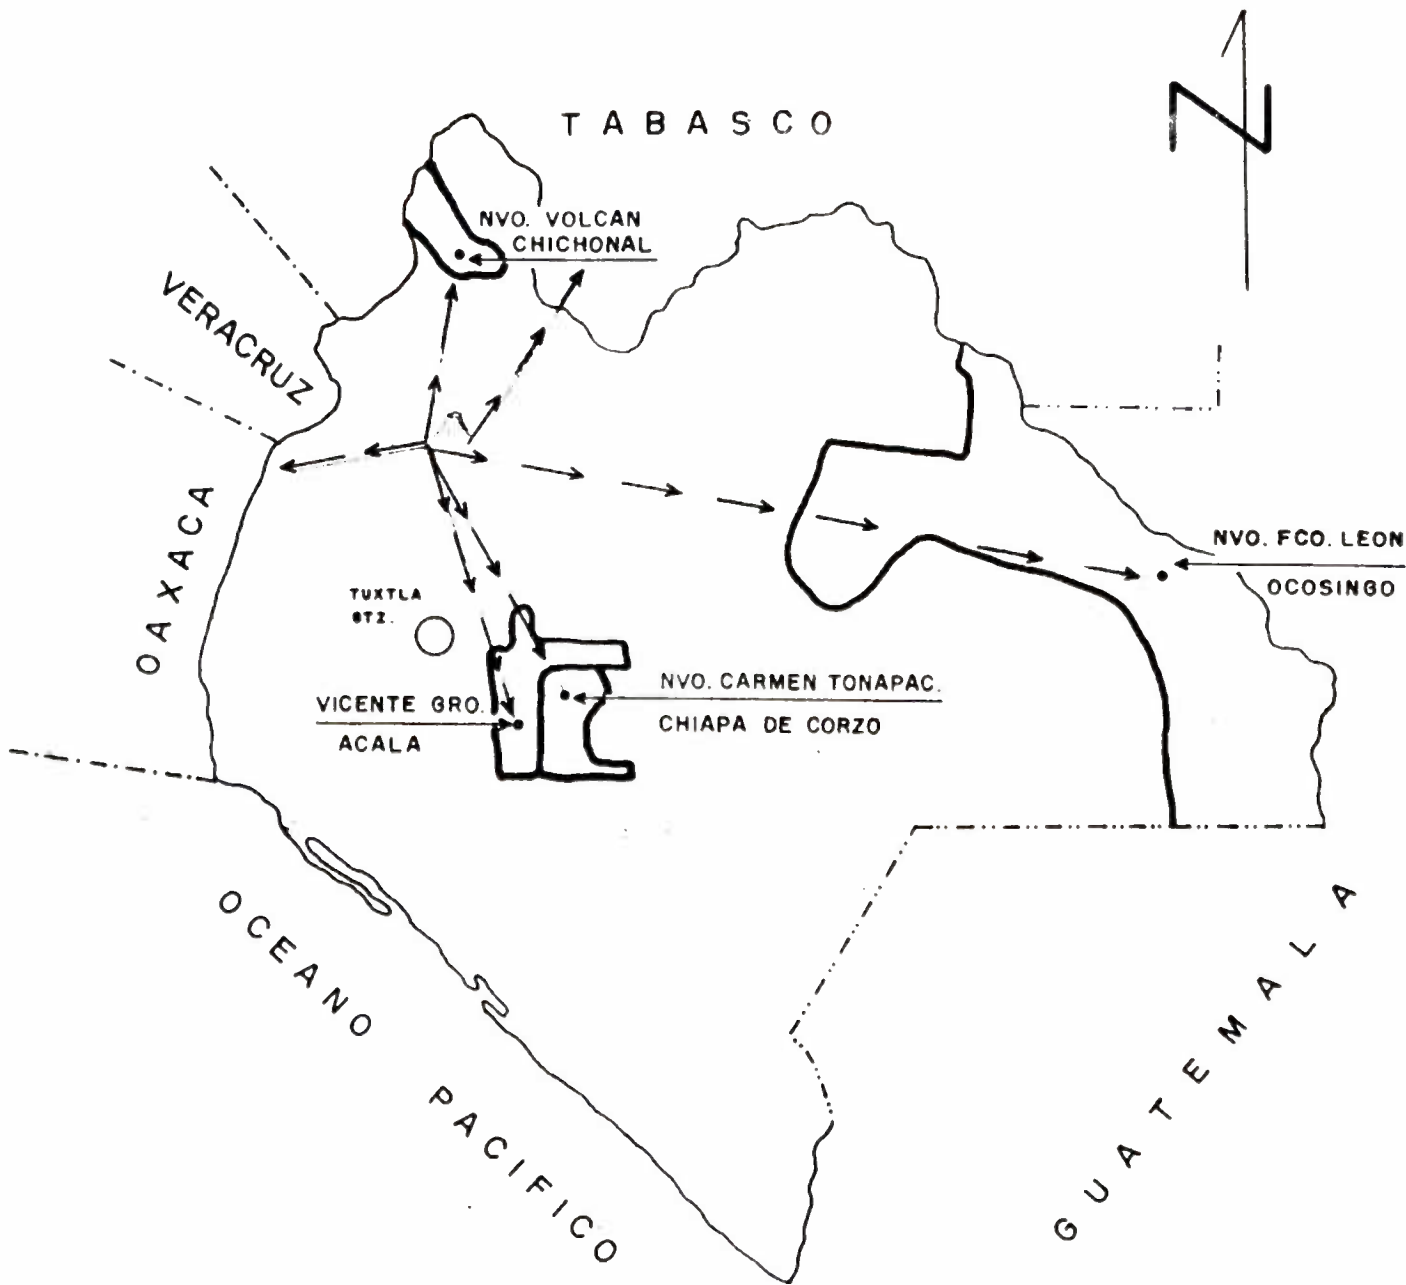 N
TABASCO
NVO. VOLCAN
CHICHONAL
VERACRUZ
OAXACA
NVO. FCO. LEON
OCOSINGO
TUXTLA
GTZ.
NVO. CARMEN TONAPAC.
CHIAPA DE CORZO
VICENTE GRO.
ACALA
OCEANO PACIFICO
GUATEMALA